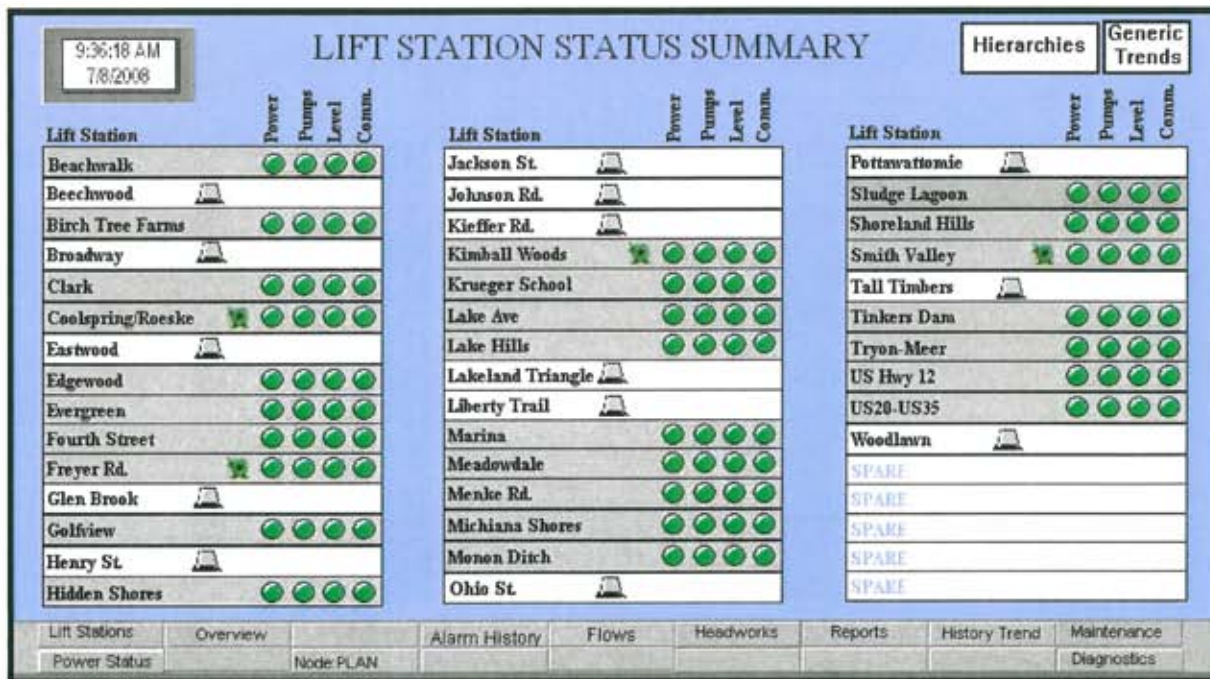 9:36:18 AM
7/8/2008
LIFT STATION STATUS SUMMARY
Hierarchies
Generic
Trends
Lift Station Power Pumps Level Comm.
Beachwalk
Beechwood
Birch Tree Farms
Broadway
Clark
Coolspring/Roeske
Eastwood
Edgewood
Evergreen
Fourth Street
Freyer Rd.
Glen Brook
Golfview
Henry St.
Hidden Shores
Lift Station Power Pumps Level Comm.
Jackson St.
Johnson Rd.
Kieffer Rd.
Kimball Woods
Krueger School
Lake Ave
Lake Hills
Lakeland Triangle
Liberty Trail
Marina
Meadowdale
Menke Rd.
Michiana Shores
Monon Ditch
Ohio St.
Lift Station Power Pumps Level Comm.
Pottawattomie
Sludge Lagoon
Shoreland Hills
Smith Valley
Tall Timbers
Tinkers Dam
Tryon-Meer
US Hwy 12
US20-US35
Woodlawn
SPARE
SPARE
SPARE
SPARE
SPARE
Lift Stations Overview Alarm History Flows Headworks Reports History Trend Maintenance
Power Status Node:PLAN Diagnostics